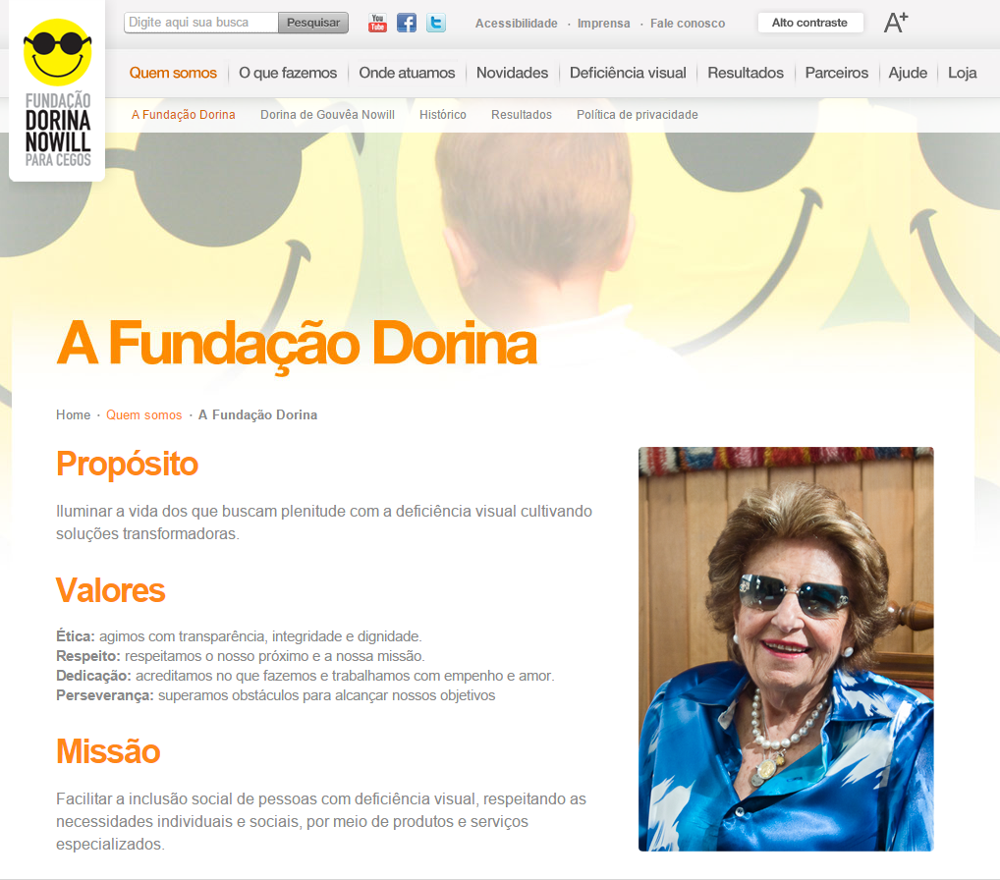 Digite aqui sua busca
Pesquisar
You
Tube
Acessibilidade · Imprensa · Fale conosco
Alto contraste
A+
FUNDAÇÃO
DORINA
NOWILL
PARA CEGOS
Quem somos
O que fazemos
Onde atuamos
Novidades
Deficiência visual
Resultados
Parceiros
Ajude
Loja
A Fundação Dorina
Dorina de Gouvêa Nowill
Histórico
Resultados
Política de privacidade
A Fundação Dorina
Home · Quem somos · A Fundação Dorina
Propósito
Iluminar a vida dos que buscam plenitude com a deficiência visual cultivando
soluções transformadoras.
Valores
Ética: agimos com transparência, integridade e dignidade.
Respeito: respeitamos o nosso próximo e a nossa missão.
Dedicação: acreditamos no que fazemos e trabalhamos com empenho e amor.
Perseverança: superamos obstáculos para alcançar nossos objetivos
Missão
Facilitar a inclusão social de pessoas com deficiência visual, respeitando as
necessidades individuais e sociais, por meio de produtos e serviços
especializados.